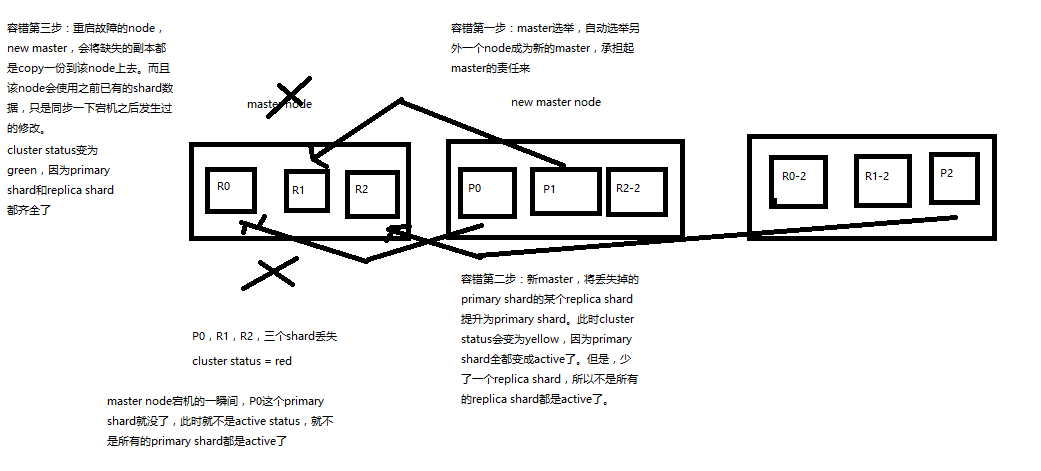 容错第三步：重启故障的node，
new master，会将缺失的副本都
是copy一份到该node上去。而且
该node会使用之前已有的shard数
据，只是同步一下宕机之后发生过
的修改。
cluster status变为
green，因为primary
shard和replica shard
都齐全了
容错第一步：master选举，自动选举另
外一个node成为新的master，承担起
master的责任来
master node
new master node
R0
R1
R2
P0
P1
R2-2
R0-2
R1-2
P2
P0，R1，R2，三个shard丢失
cluster status = red
master node宕机的一瞬间，P0这个primary
shard就没了，此时就不是active status，就不
是所有的primary shard都是active了
容错第二步：新master，将丢失掉的
primary shard的某个replica shard
提升为primary shard。此时cluster
status会变为yellow，因为primary
shard全都变成active了。但是，少
了一个replica shard，所以不是所有
的replica shard都是active了。